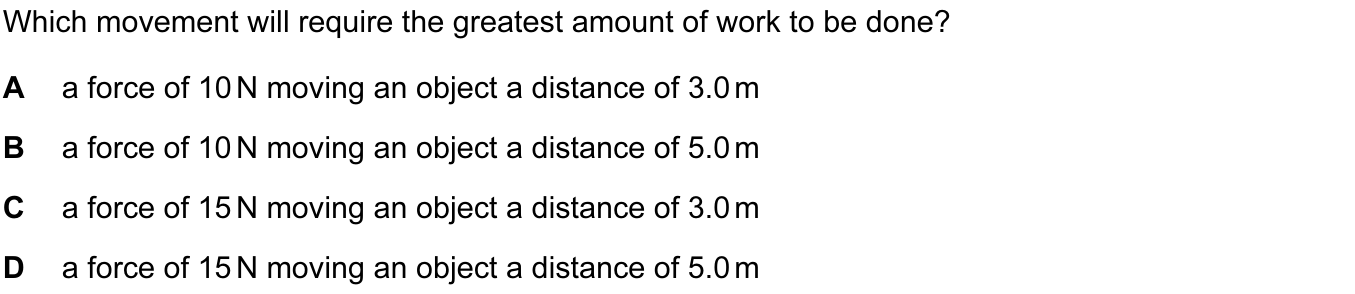 Which movement will require the greatest amount of work to be done?
A a force of 10 N moving an object a distance of 3.0 m
B a force of 10 N moving an object a distance of 5.0 m
C a force of 15 N moving an object a distance of 3.0 m
D a force of 15 N moving an object a distance of 5.0 m